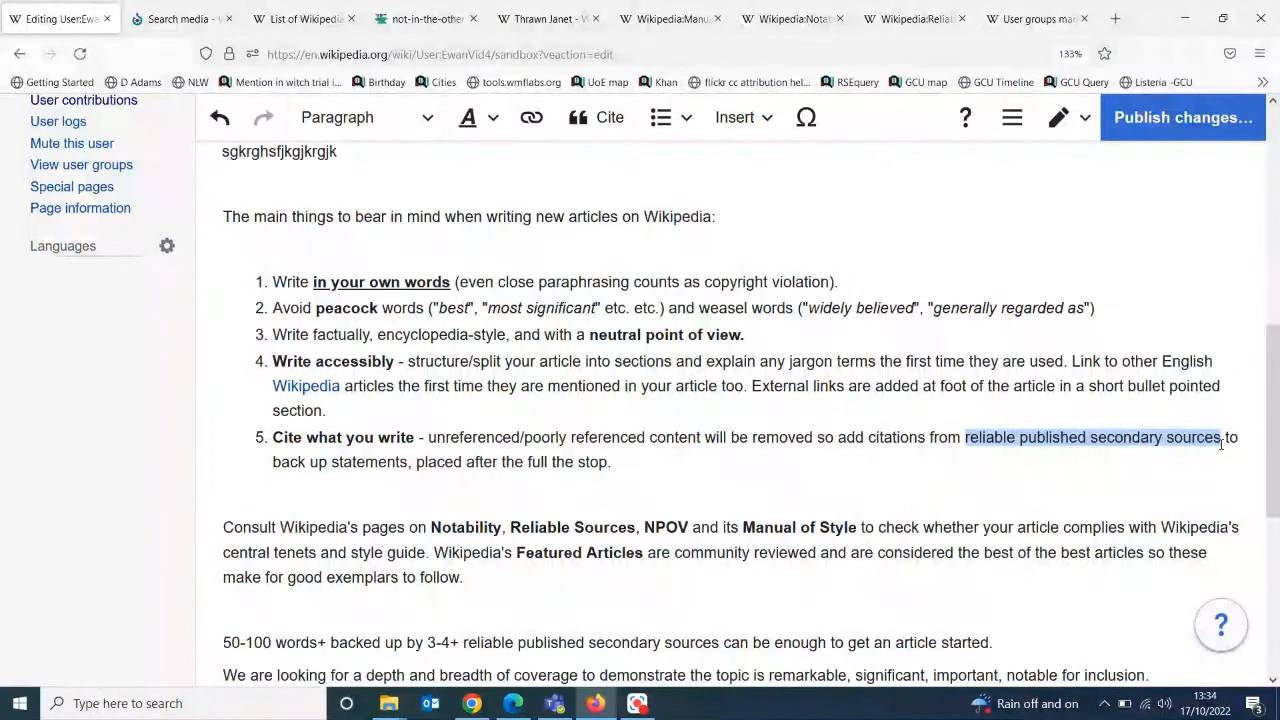 Editing User:Ewa
Search media -
List of Wikipedia
not-in-the-other
Thrawn Janet - W
Wikipedia:Manu
Wikipedia:Notab
Wikipedia:Reliab
User groups ma
https://en.wikipedia.org/wiki/User:EwanVid4/sandbox?veaction=edit
133%
Getting Started
D Adams
NLW
Mention in witch trial i...
Birthday
Cities
tools.wmflabs.org
UoE map
Khan
flickr cc attribution hel...
RSEquery
GCU map
GCU Timeline
GCU Query
Listeria -GCU
User contributions
User logs
Mute this user
View user groups
Special pages
Page information
Languages
Paragraph
A
Cite
Insert
Ω
?
Publish changes...
sgkrghsfjkgjkrgjk
The main things to bear in mind when writing new articles on Wikipedia:
1. Write in your own words (even close paraphrasing counts as copyright violation).
2. Avoid peacock words ("best", "most significant" etc. etc.) and weasel words ("widely believed", "generally regarded as")
3. Write factually, encyclopedia-style, and with a neutral point of view.
4. Write accessibly - structure/split your article into sections and explain any jargon terms the first time they are used. Link to other English
Wikipedia articles the first time they are mentioned in your article too. External links are added at foot of the article in a short bullet pointed
section.
5. Cite what you write - unreferenced/poorly referenced content will be removed so add citations from reliable published secondary sources to
back up statements, placed after the full the stop.
Consult Wikipedia's pages on Notability, Reliable Sources, NPOV and its Manual of Style to check whether your article complies with Wikipedia's
central tenets and style guide. Wikipedia's Featured Articles are community reviewed and are considered the best of the best articles so these
make for good exemplars to follow.
?
50-100 words+ backed up by 3-4+ reliable published secondary sources can be enough to get an article started.
We are looking for a depth and breadth of coverage to demonstrate the topic is remarkable, significant, important, notable for inclusion.
Type here to search
Rain off and on
13:34
17/10/2022
3